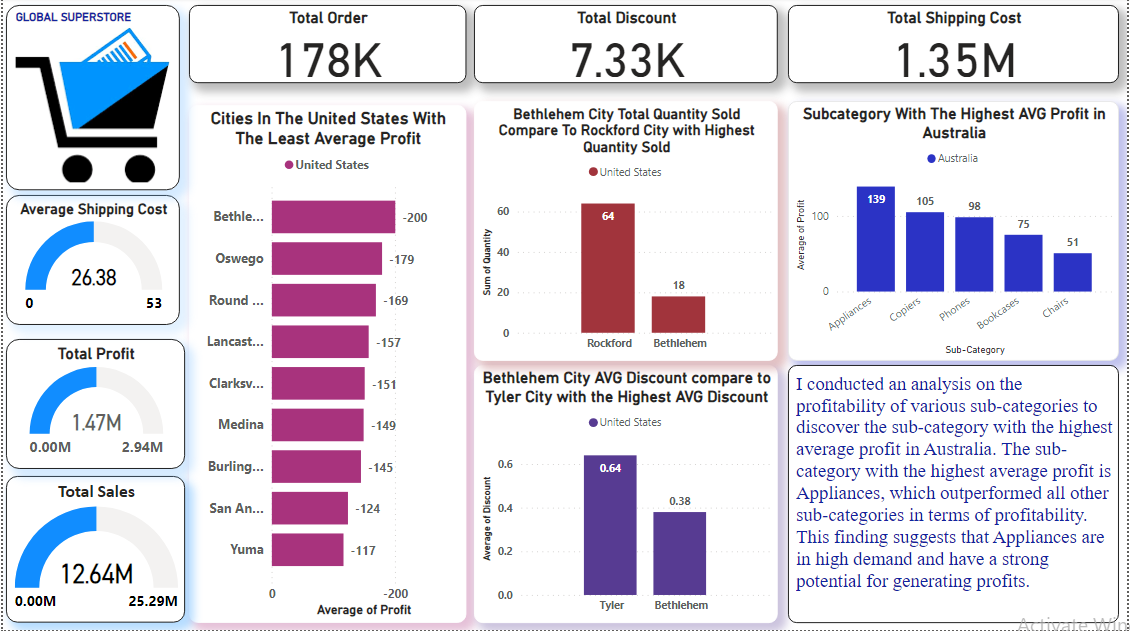 GLOBAL SUPERSTORE
Total Order
178K
Total Discount
7.33K
Total Shipping Cost
1.35M
Average Shipping Cost
26.38
0
53
Total Profit
1.47M
0.00M
2.94M
Total Sales
12.64M
0.00M
25.29M
Cities In The United States With
The Least Average Profit
United States
Bethle... -200
Oswego -179
Round ... -169
Lancast... -157
Clarksv... -151
Medina -149
Burling... -145
San An... -124
Yuma -117
0 -200
Average of Profit
Bethlehem City Total Quantity Sold
Compare To Rockford City with Highest
Quantity Sold
United States
Sum of Quantity
60
40
20
0
64
18
Rockford Bethlehem
Bethlehem City AVG Discount compare to
Tyler City with the Highest AVG Discount
United States
Average of Discount
0.6
0.4
0.2
0.0
0.64
0.38
Tyler Bethlehem
Subcategory With The Highest AVG Profit in
Australia
Australia
Average of Profit
100
0
139 105 98 75 51
Appliances Copiers Phones Bookcases Chairs
Sub-Category
I conducted an analysis on the
profitability of various sub-categories to
discover the sub-category with the highest
average profit in Australia. The sub-
category with the highest average profit is
Appliances, which outperformed all other
sub-categories in terms of profitability.
This finding suggests that Appliances are
in high demand and have a strong
potential for generating profits.
Activate Win